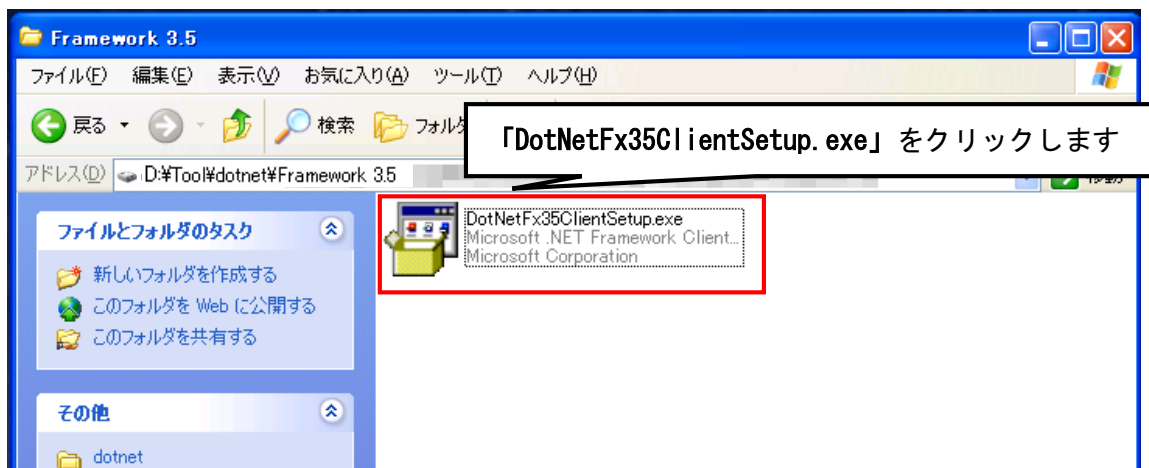 Framework 3.5
ファイル(F) 編集(E) 表示(V) お気に入り(A) ツール(T) ヘルプ(H)
戻る 検索 フォルダ
「DotNetFx35ClientSetup.exe」をクリックします
アドレス(D) D:¥Tool¥dotnet¥Framework 3.5 移動
ファイルとフォルダのタスク
新しいフォルダを作成する
このフォルダを Web に公開する
このフォルダを共有する
その他
dotnet
DotNetFx35ClientSetup.exe
Microsoft .NET Framework Client...
Microsoft Corporation